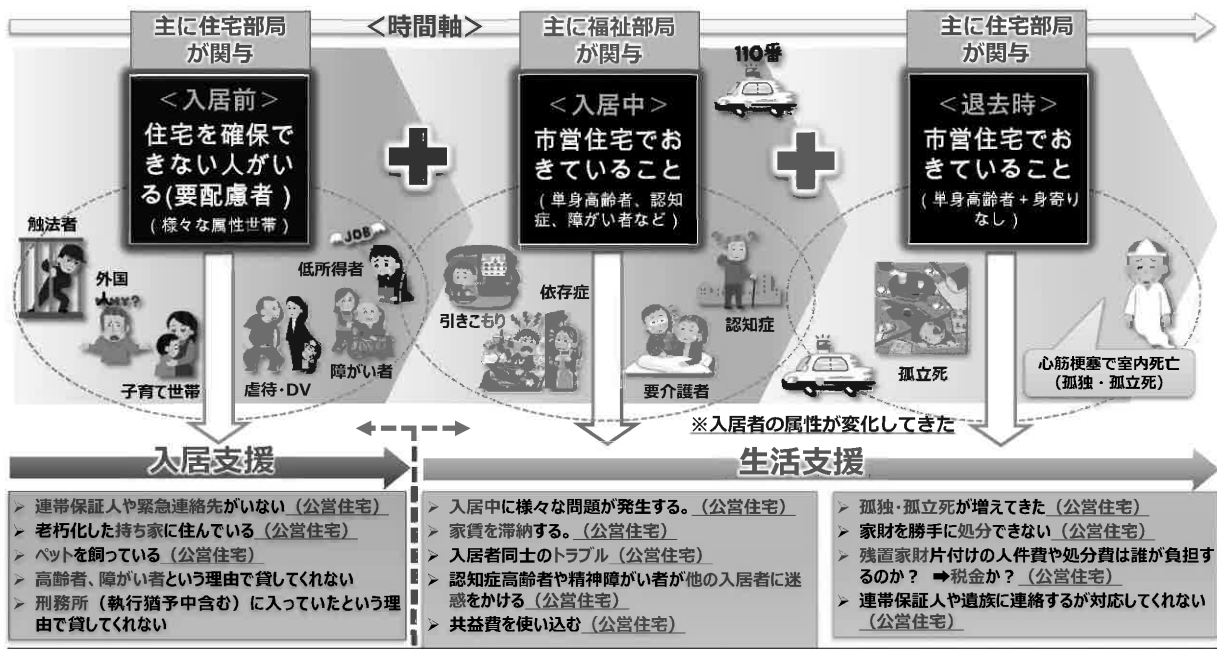 主に住宅部局
が関与
＜時間軸＞
主に福祉部局
が関与
主に住宅部局
が関与
110番
＜入居前＞
住宅を確保で
きない人がい
る(要配慮者)
(様々な属性世帯)
＜入居中＞
市営住宅でお
きていること
(単身高齢者、認知
症、障がい者など)
＜退去時＞
市営住宅でお
きていること
(単身高齢者+身寄り
なし)
触法者
外国
人
子育て世帯
虐待・DV
JOB
低所得者
障がい者
引きこもり
依存症
要介護者
認知症
孤立死
心筋梗塞で室内死亡
(孤独・孤立死)
※入居者の属性が変化してきた
入居支援
生活支援
➢ 連帯保証人や緊急連絡先がいない(公営住宅)
➢ 老朽化した持ち家に住んでいる(公営住宅)
➢ ペットを飼っている(公営住宅)
➢ 高齢者、障がい者という理由で貸してくれない
➢ 刑務所(執行猶予中含む)に入っていたという理
由で貸してくれない
➢ 入居中に様々な問題が発生する。(公営住宅)
➢ 家賃を滞納する。(公営住宅)
➢ 入居者同士のトラブル(公営住宅)
➢ 認知症高齢者や精神障がい者が他の入居者に迷
惑をかける(公営住宅)
➢ 共益費を使い込む(公営住宅)
➢ 孤独・孤立死が増えてきた(公営住宅)
➢ 家財を勝手に処分できない(公営住宅)
➢ 残置家財片付けの人件費や処分費は誰が負担す
るのか? ➡税金か?(公営住宅)
➢ 連帯保証人や遺族に連絡するが対応してくれない
(公営住宅)